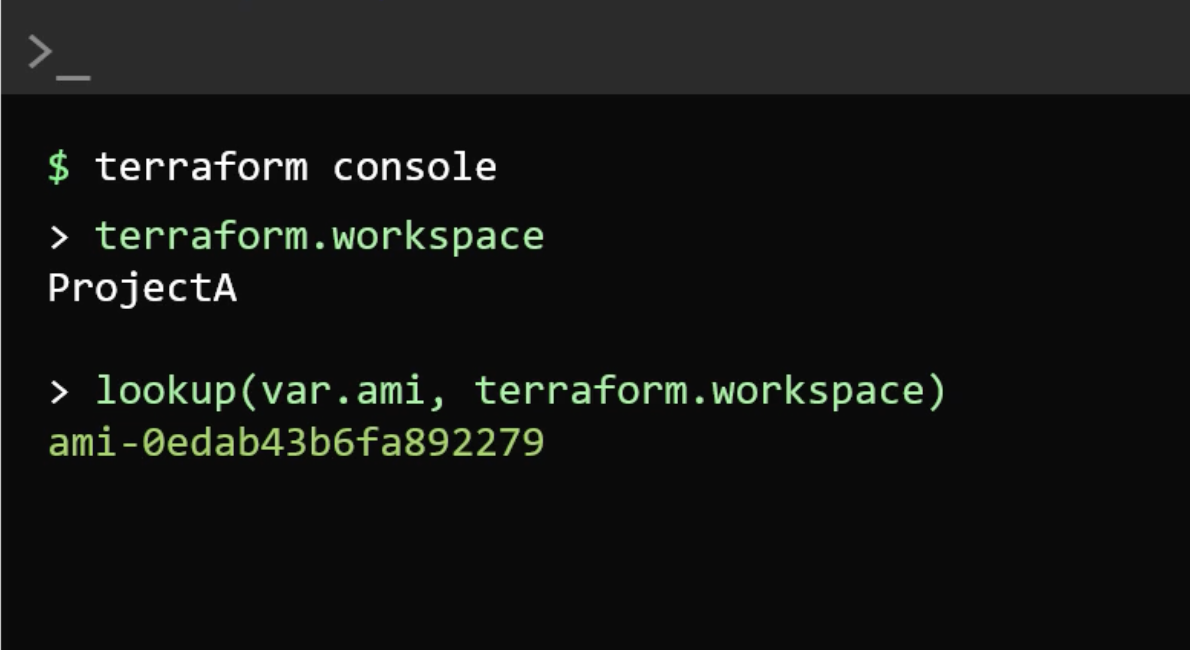 >_
$ terraform console
> terraform.workspace
ProjectA
> lookup(var.ami, terraform.workspace)
ami-0edab43b6fa892279